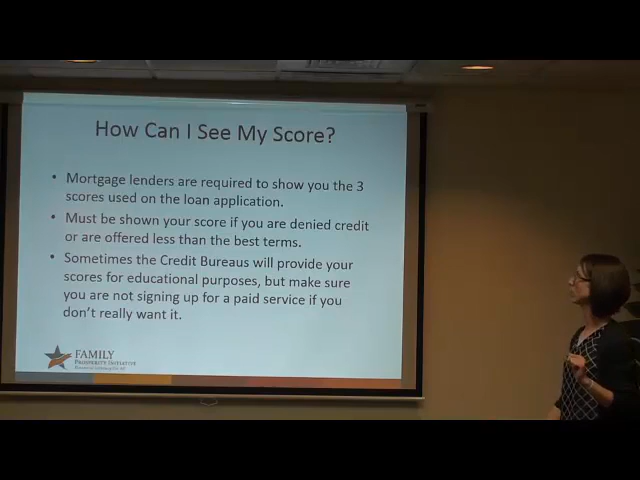 How Can I See My Score?
• Mortgage lenders are required to show you the 3
scores used on the loan application.
• Must be shown your score if you are denied credit
or are offered less than the best terms.
• Sometimes the Credit Bureaus will provide your
scores for educational purposes, but make sure
you are not signing up for a paid service if you
don't really want it.
FAMILY
PROSPERITY INITIATIVE